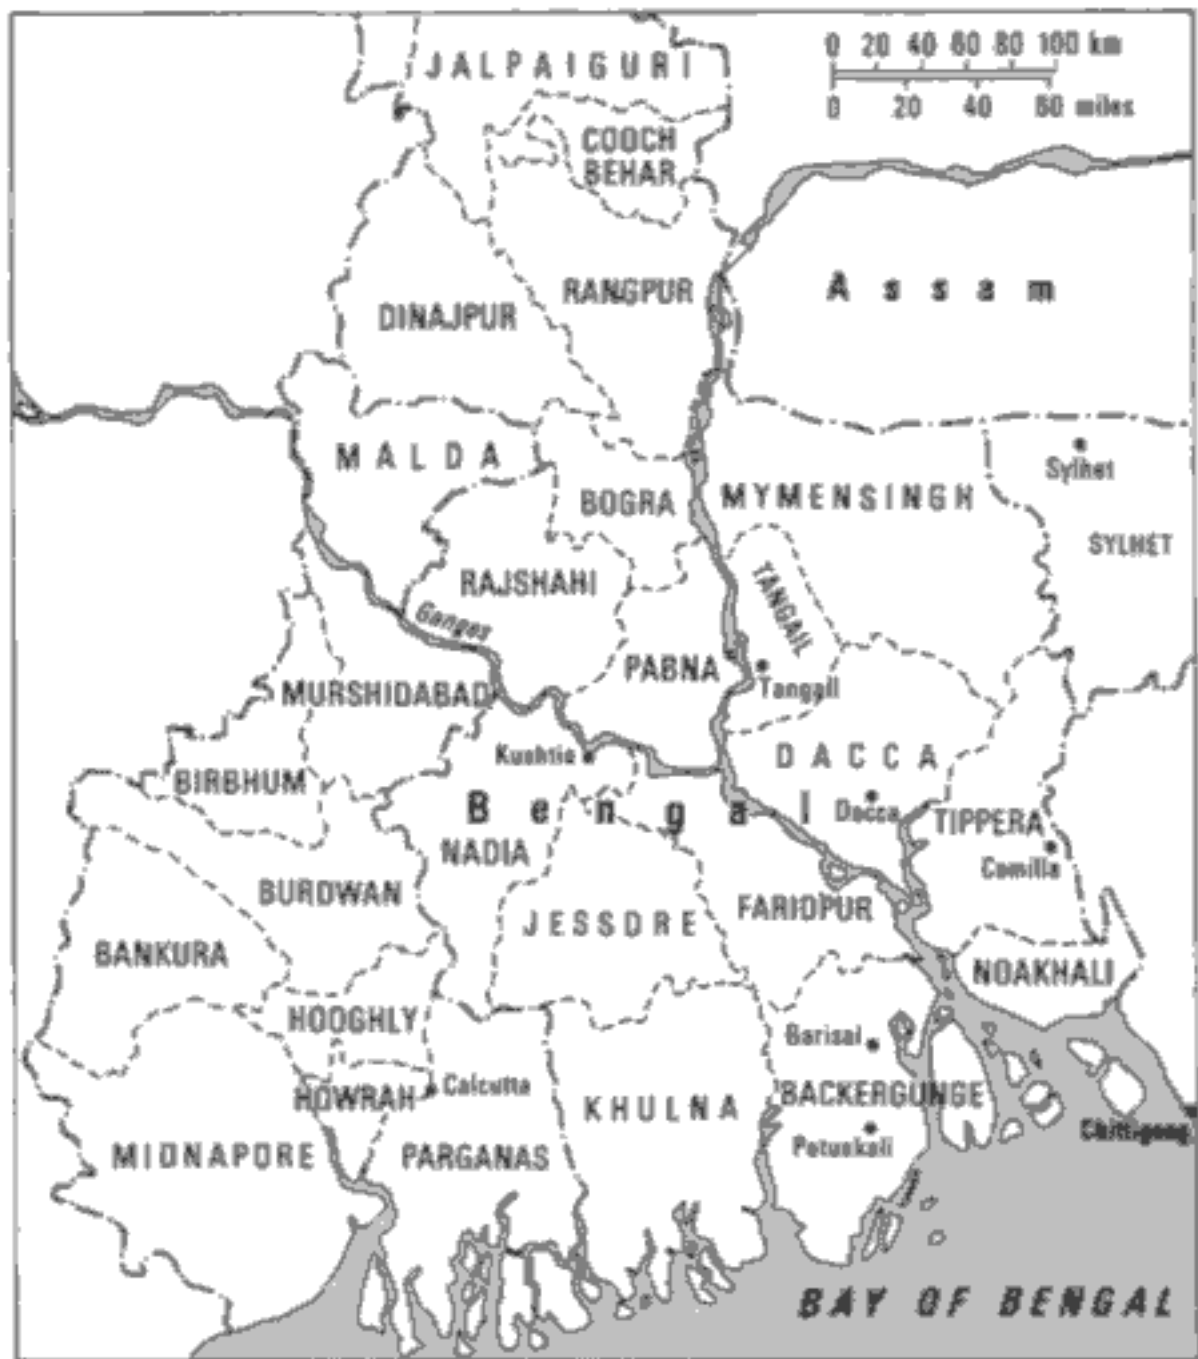 0 20 40 60 80 100 km
0 20 40 60 miles
JALPAIGURI
COOCH
BEHAR
RANGPUR
Assam
DINAJPUR
MALDA
BOGRA
MYMENSINGH
Sylhet
SYLHET
RAJSHAHI
Ganges
TANGAIL
PABNA
Tangail
MURSHIDABAD
Kushtia
DACCA
BIRBHUM
Bengal
Dacca
TIPPERA
NADIA
Comilla
BURDWAN
JESSORE
FARIDPUR
BANKURA
NOAKHALI
HOOGHLY
Barisal
HOWRAH
Calcutta
KHULNA
BACKERGUNGE
Chittagong
MIDNAPORE
PARGANAS
Patuakali
BAY OF BENGAL